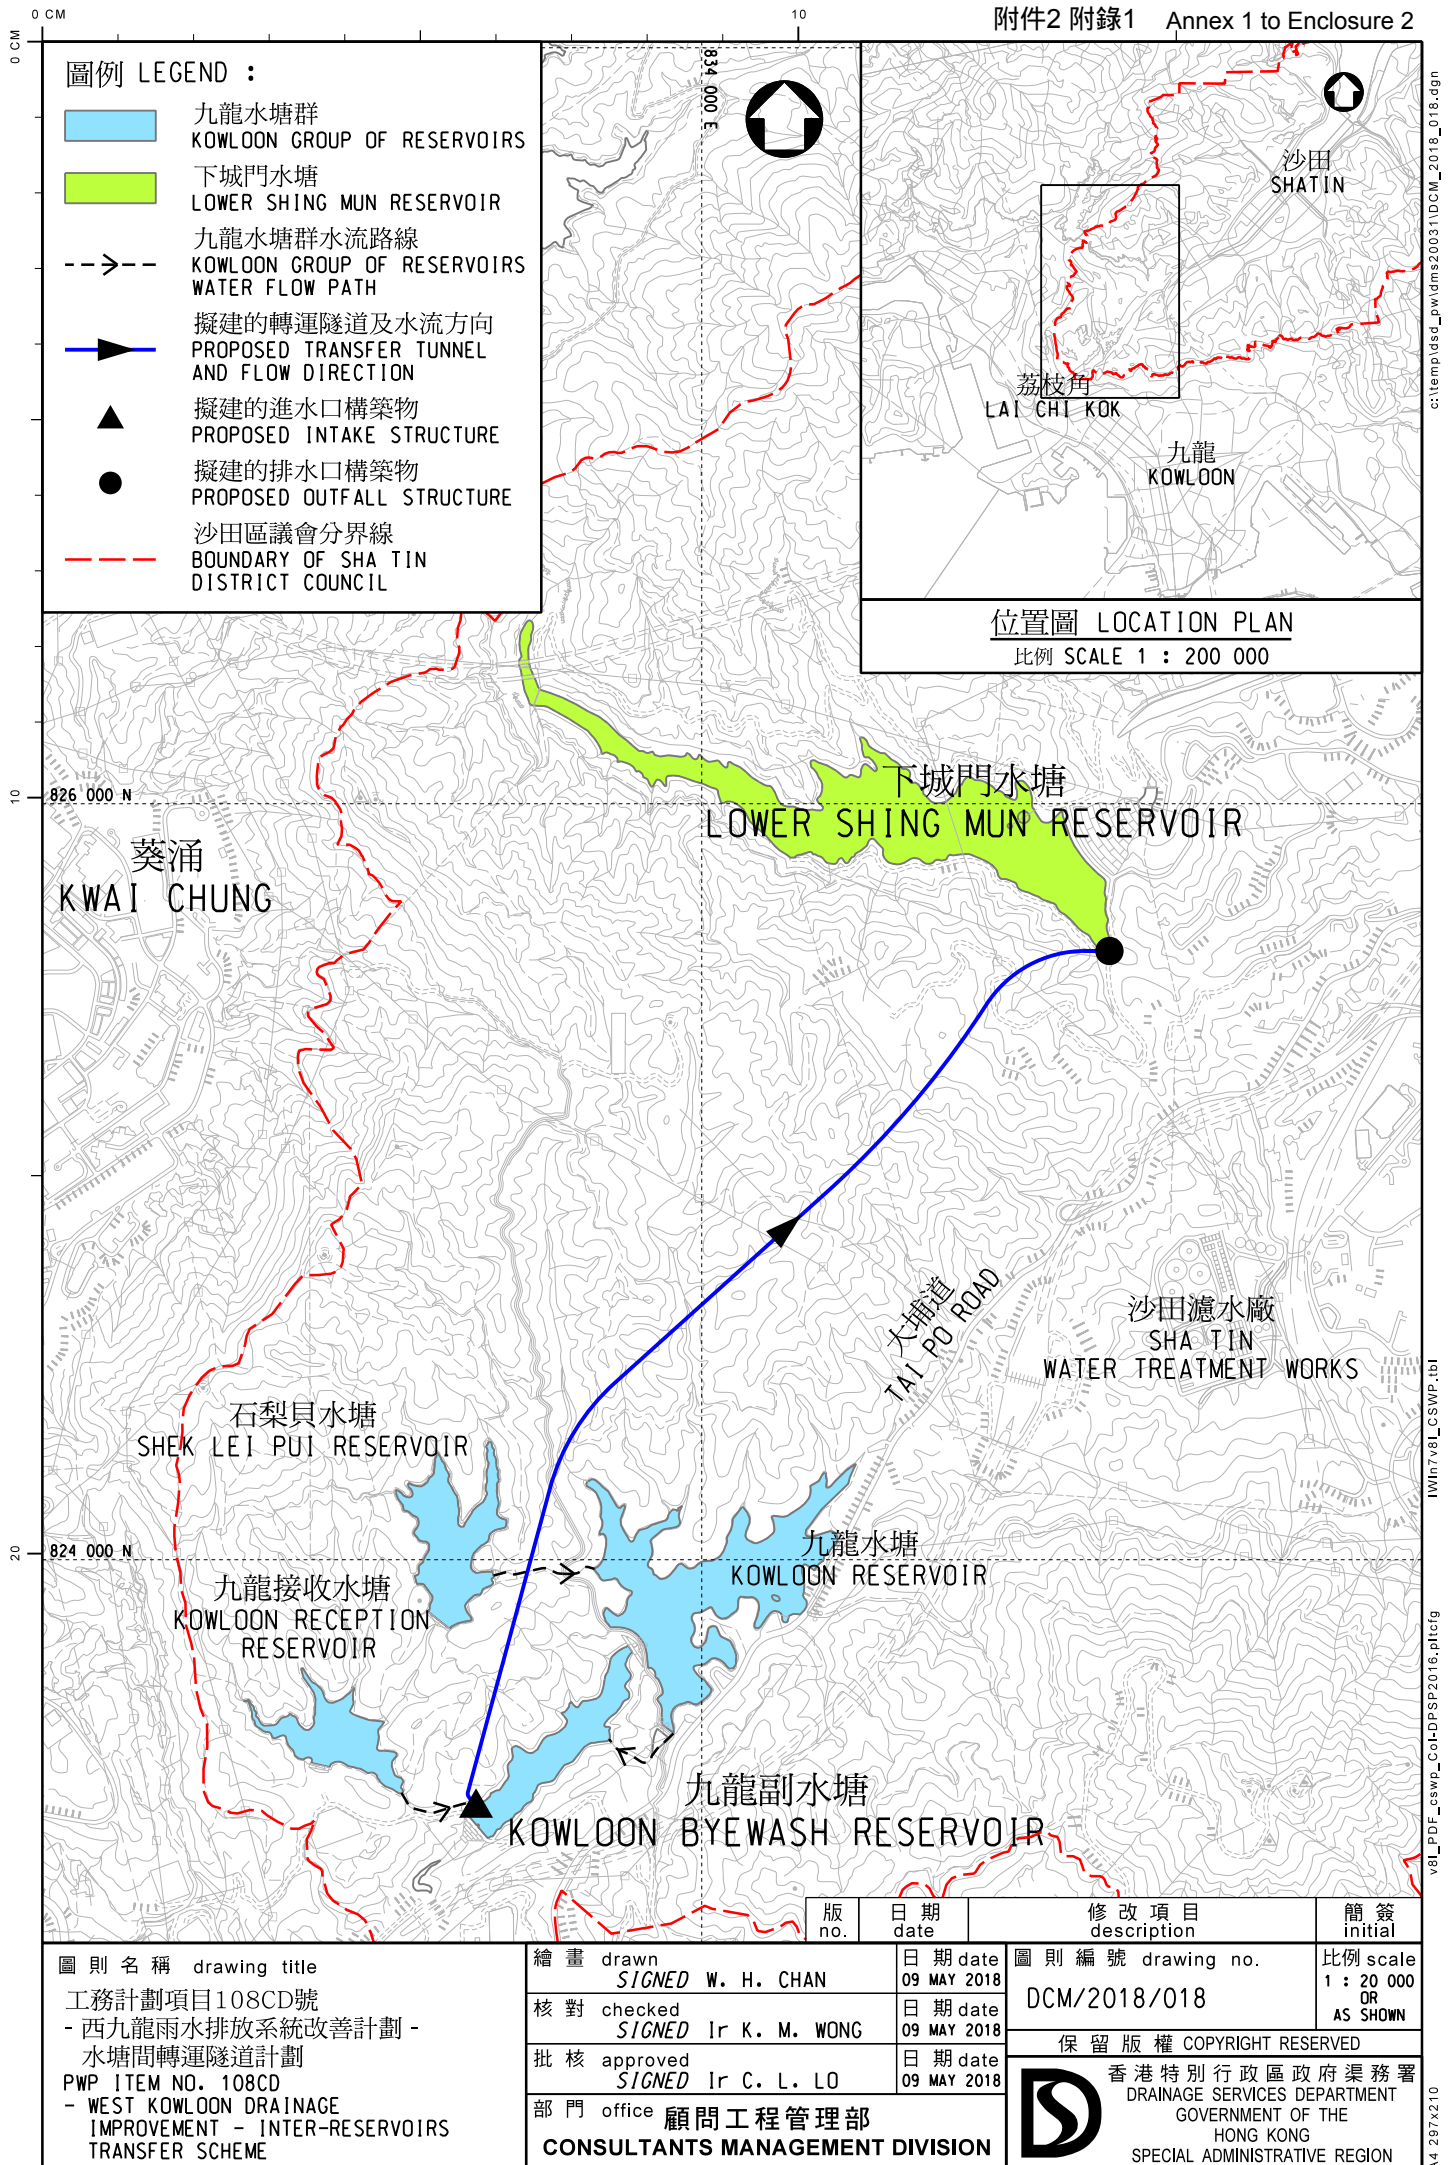 0 CM
10
附件2 附錄1 Annex 1 to Enclosure 2
0 CM
10
20
圖例 LEGEND :
九龍水塘群
KOWLOON GROUP OF RESERVOIRS
下城門水塘
LOWER SHING MUN RESERVOIR
九龍水塘群水流路線
KOWLOON GROUP OF RESERVOIRS
WATER FLOW PATH
擬建的轉運隧道及水流方向
PROPOSED TRANSFER TUNNEL
AND FLOW DIRECTION
擬建的進水口構築物
PROPOSED INTAKE STRUCTURE
擬建的排水口構築物
PROPOSED OUTFALL STRUCTURE
沙田區議會分界線
BOUNDARY OF SHA TIN
DISTRICT COUNCIL
834 000 E
沙田
SHATIN
荔枝角
LAI CHI KOK
九龍
KOWLOON
位置圖 LOCATION PLAN
比例 SCALE 1 : 200 000
下城門水塘
LOWER SHING MUN RESERVOIR
826 000 N
葵涌
KWAI CHUNG
大埔道
TAI PO ROAD
沙田濾水廠
SHA TIN
WATER TREATMENT WORKS
石梨貝水塘
SHEK LEI PUI RESERVOIR
824 000 N
九龍水塘
KOWLOON RESERVOIR
九龍接收水塘
KOWLOON RECEPTION
RESERVOIR
九龍副水塘
KOWLOON BYEWASH RESERVOIR
版 no.
日 期 date
修 改 項 目 description
簡 簽 initial
圖 則 名 稱 drawing title
工務計劃項目108CD號
- 西九龍雨水排放系統改善計劃 -
水塘間轉運隧道計劃
PWP ITEM NO. 108CD
- WEST KOWLOON DRAINAGE
IMPROVEMENT - INTER-RESERVOIRS
TRANSFER SCHEME
繪 畫 drawn
SIGNED W. H. CHAN
日 期 date
09 MAY 2018
核 對 checked
SIGNED Ir K. M. WONG
日 期 date
09 MAY 2018
批 核 approved
SIGNED Ir C. L. LO
日 期 date
09 MAY 2018
部 門 office 顧問工程管理部
CONSULTANTS MANAGEMENT DIVISION
圖 則 編 號 drawing no.
DCM/2018/018
比例 scale
1 : 20 000
OR
AS SHOWN
保 留 版 權 COPYRIGHT RESERVED
香港特別行政區政府渠務署
DRAINAGE SERVICES DEPARTMENT
GOVERNMENT OF THE
HONG KONG
SPECIAL ADMINISTRATIVE REGION
c:\temp\dsd_pw\dms20031\DCM_2018_018.dgn
IWIn7v8I_CSWP.tbl
v8I_PDF_cswp_Col-DPSP2016.pltcfg
A4 297x210